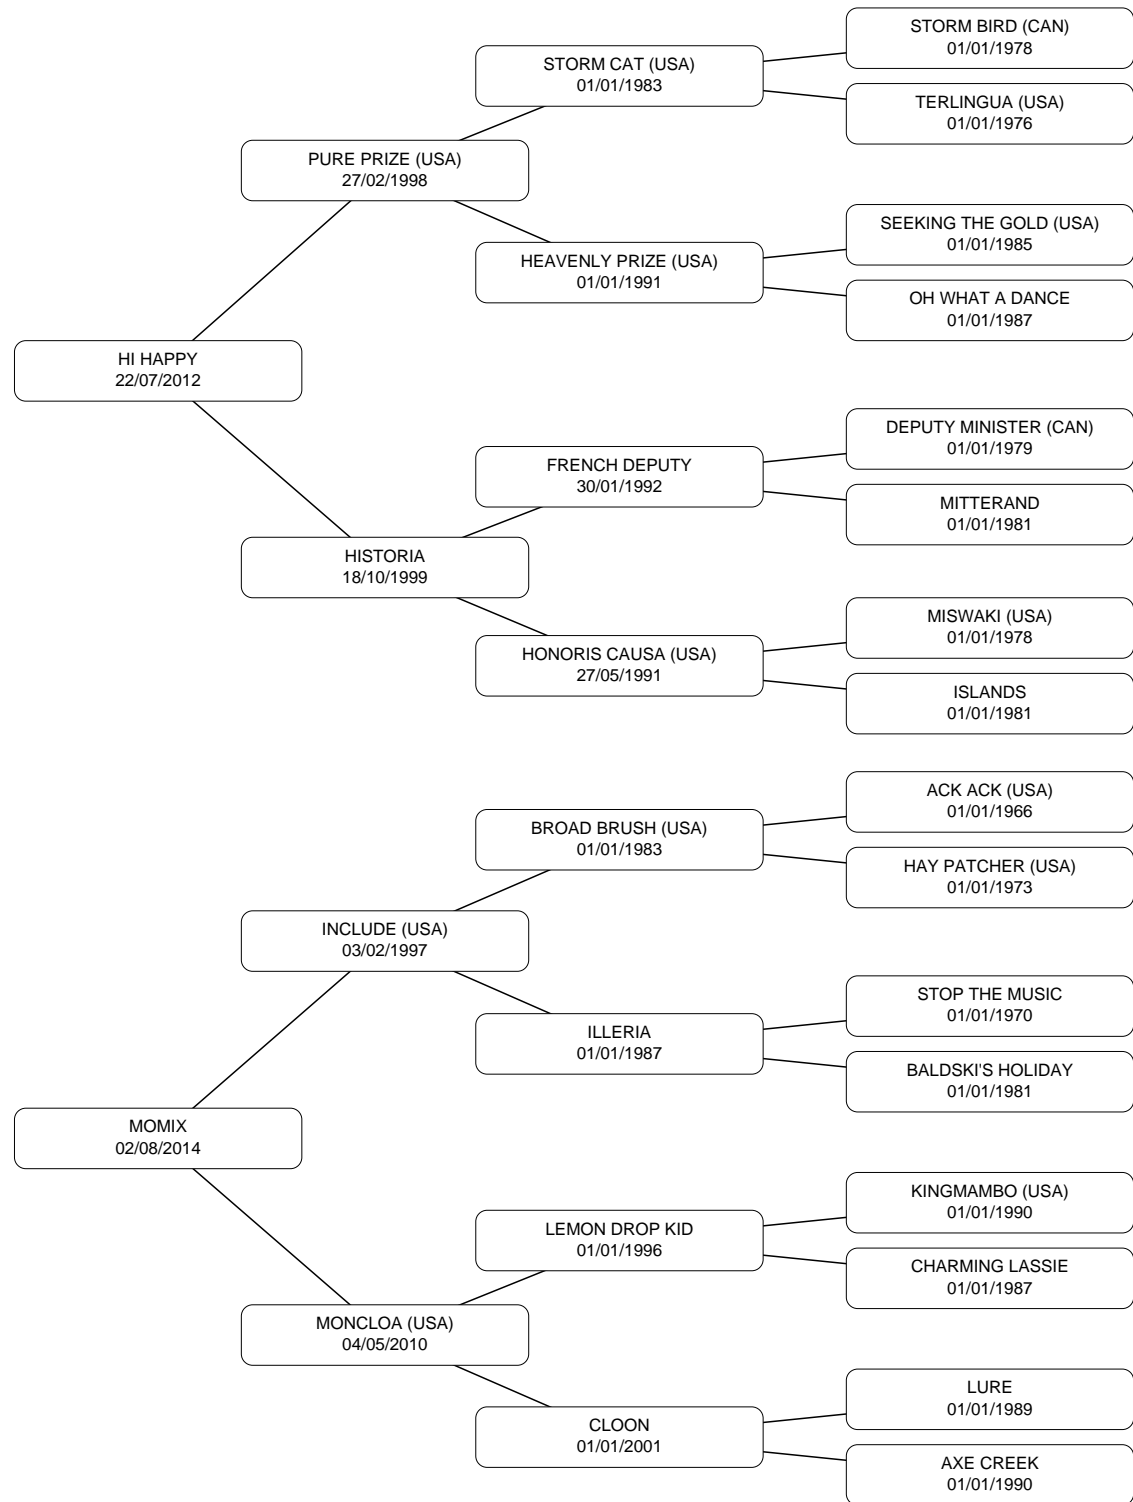 STORM BIRD (CAN)
01/01/1978
STORM CAT (USA)
01/01/1983
TERLINGUA (USA)
01/01/1976
PURE PRIZE (USA)
27/02/1998
SEEKING THE GOLD (USA)
01/01/1985
HEAVENLY PRIZE (USA)
01/01/1991
OH WHAT A DANCE
01/01/1987
HI HAPPY
22/07/2012
DEPUTY MINISTER (CAN)
01/01/1979
FRENCH DEPUTY
30/01/1992
MITTERAND
01/01/1981
HISTORIA
18/10/1999
MISWAKI (USA)
01/01/1978
HONORIS CAUSA (USA)
27/05/1991
ISLANDS
01/01/1981
ACK ACK (USA)
01/01/1966
BROAD BRUSH (USA)
01/01/1983
HAY PATCHER (USA)
01/01/1973
INCLUDE (USA)
03/02/1997
STOP THE MUSIC
01/01/1970
ILLERIA
01/01/1987
BALDSKI'S HOLIDAY
01/01/1981
MOMIX
02/08/2014
KINGMAMBO (USA)
01/01/1990
LEMON DROP KID
01/01/1996
CHARMING LASSIE
01/01/1987
MONCLOA (USA)
04/05/2010
LURE
01/01/1989
CLOON
01/01/2001
AXE CREEK
01/01/1990